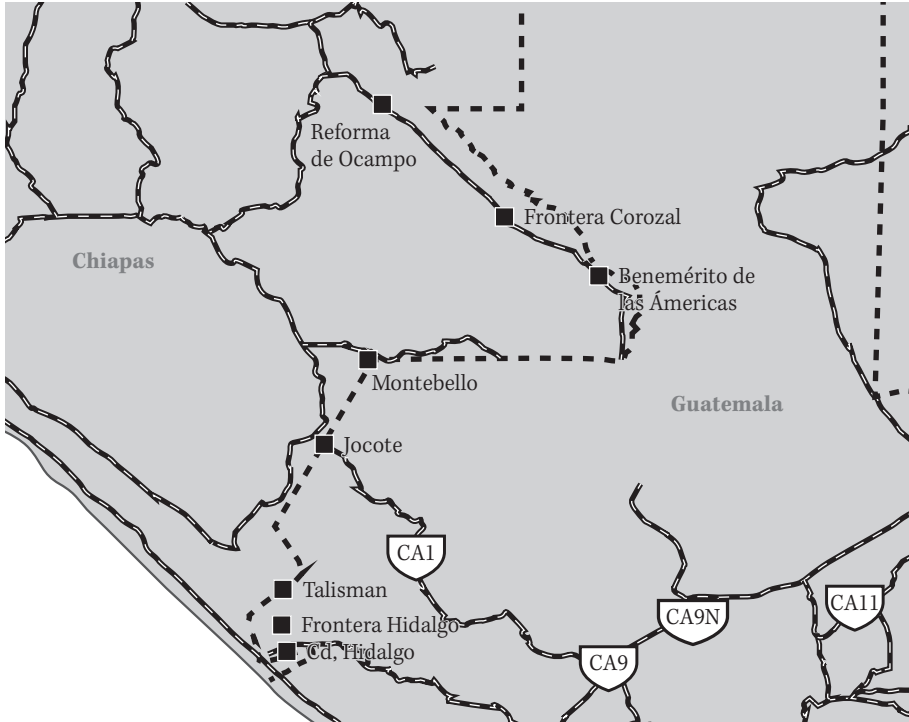 Reforma
de Ocampo
Frontera Corozal
Chiapas
Benemérito de
las Ámericas
Montebello
Guatemala
Jocote
CA1
Talisman
CA11
CA9N
Frontera Hidalgo
Cd, Hidalgo
CA9